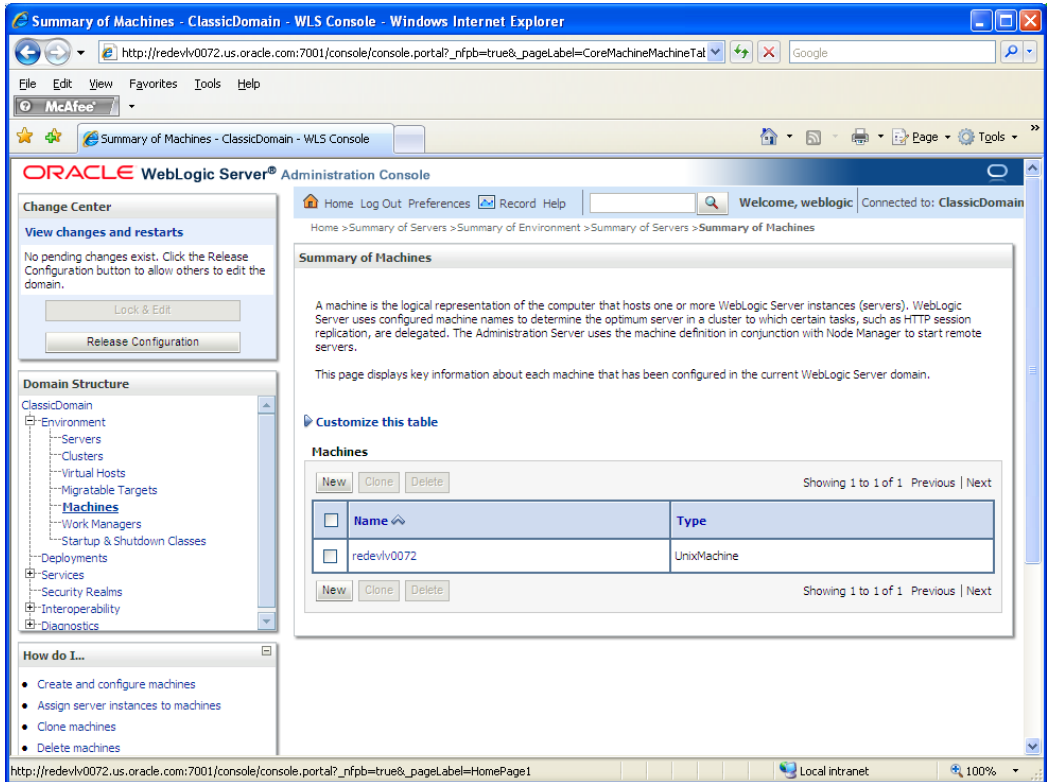 Summary of Machines - ClassicDomain - WLS Console - Windows Internet Explorer
http://redevlv0072.us.oracle.com:7001/console/console.portal?_nfpb=true&_pageLabel=CoreMachineMachineTal
Google
File Edit View Favorites Tools Help
McAfee
Summary of Machines - ClassicDomain - WLS Console
Page Tools »
ORACLE WebLogic Server® Administration Console
Change Center
View changes and restarts
No pending changes exist. Click the Release
Configuration button to allow others to edit the
domain.
Lock & Edit
Release Configuration
Domain Structure
ClassicDomain
Environment
Servers
Clusters
Virtual Hosts
Migratable Targets
Machines
Work Managers
Startup & Shutdown Classes
Deployments
Services
Security Realms
Interoperability
Diagnostics
How do I...
Create and configure machines
Assign server instances to machines
Clone machines
Delete machines
Home Log Out Preferences Record Help
Welcome, weblogic Connected to: ClassicDomain
Home >Summary of Servers >Summary of Environment >Summary of Servers >Summary of Machines
Summary of Machines
A machine is the logical representation of the computer that hosts one or more WebLogic Server instances (servers). WebLogic
Server uses configured machine names to determine the optimum server in a cluster to which certain tasks, such as HTTP session
replication, are delegated. The Administration Server uses the machine definition in conjunction with Node Manager to start remote
servers.
This page displays key information about each machine that has been configured in the current WebLogic Server domain.
Customize this table
Machines
New Clone Delete Showing 1 to 1 of 1 Previous | Next
Name Type
redevlv0072 UnixMachine
New Clone Delete Showing 1 to 1 of 1 Previous | Next
http://redevlv0072.us.oracle.com:7001/console/console.portal?_nfpb=true&_pageLabel=HomePage1
Local intranet 100%